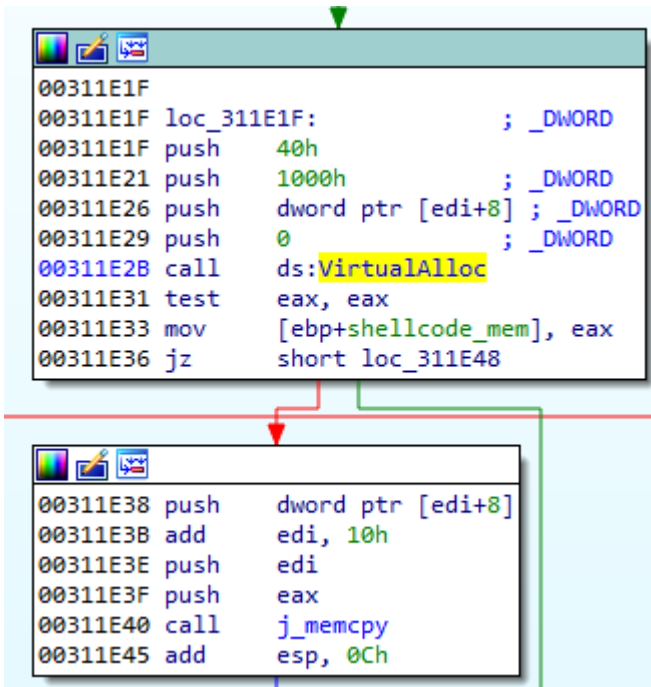 00311E1F
00311E1F loc_311E1F: ; _DWORD
00311E1F push 40h
00311E21 push 1000h ; _DWORD
00311E26 push dword ptr [edi+8] ; _DWORD
00311E29 push 0 ; _DWORD
00311E2B call ds:VirtualAlloc
00311E31 test eax, eax
00311E33 mov [ebp+shellcode_mem], eax
00311E36 jz short loc_311E48
00311E38 push dword ptr [edi+8]
00311E3B add edi, 10h
00311E3E push edi
00311E3F push eax
00311E40 call j_memcpy
00311E45 add esp, 0Ch